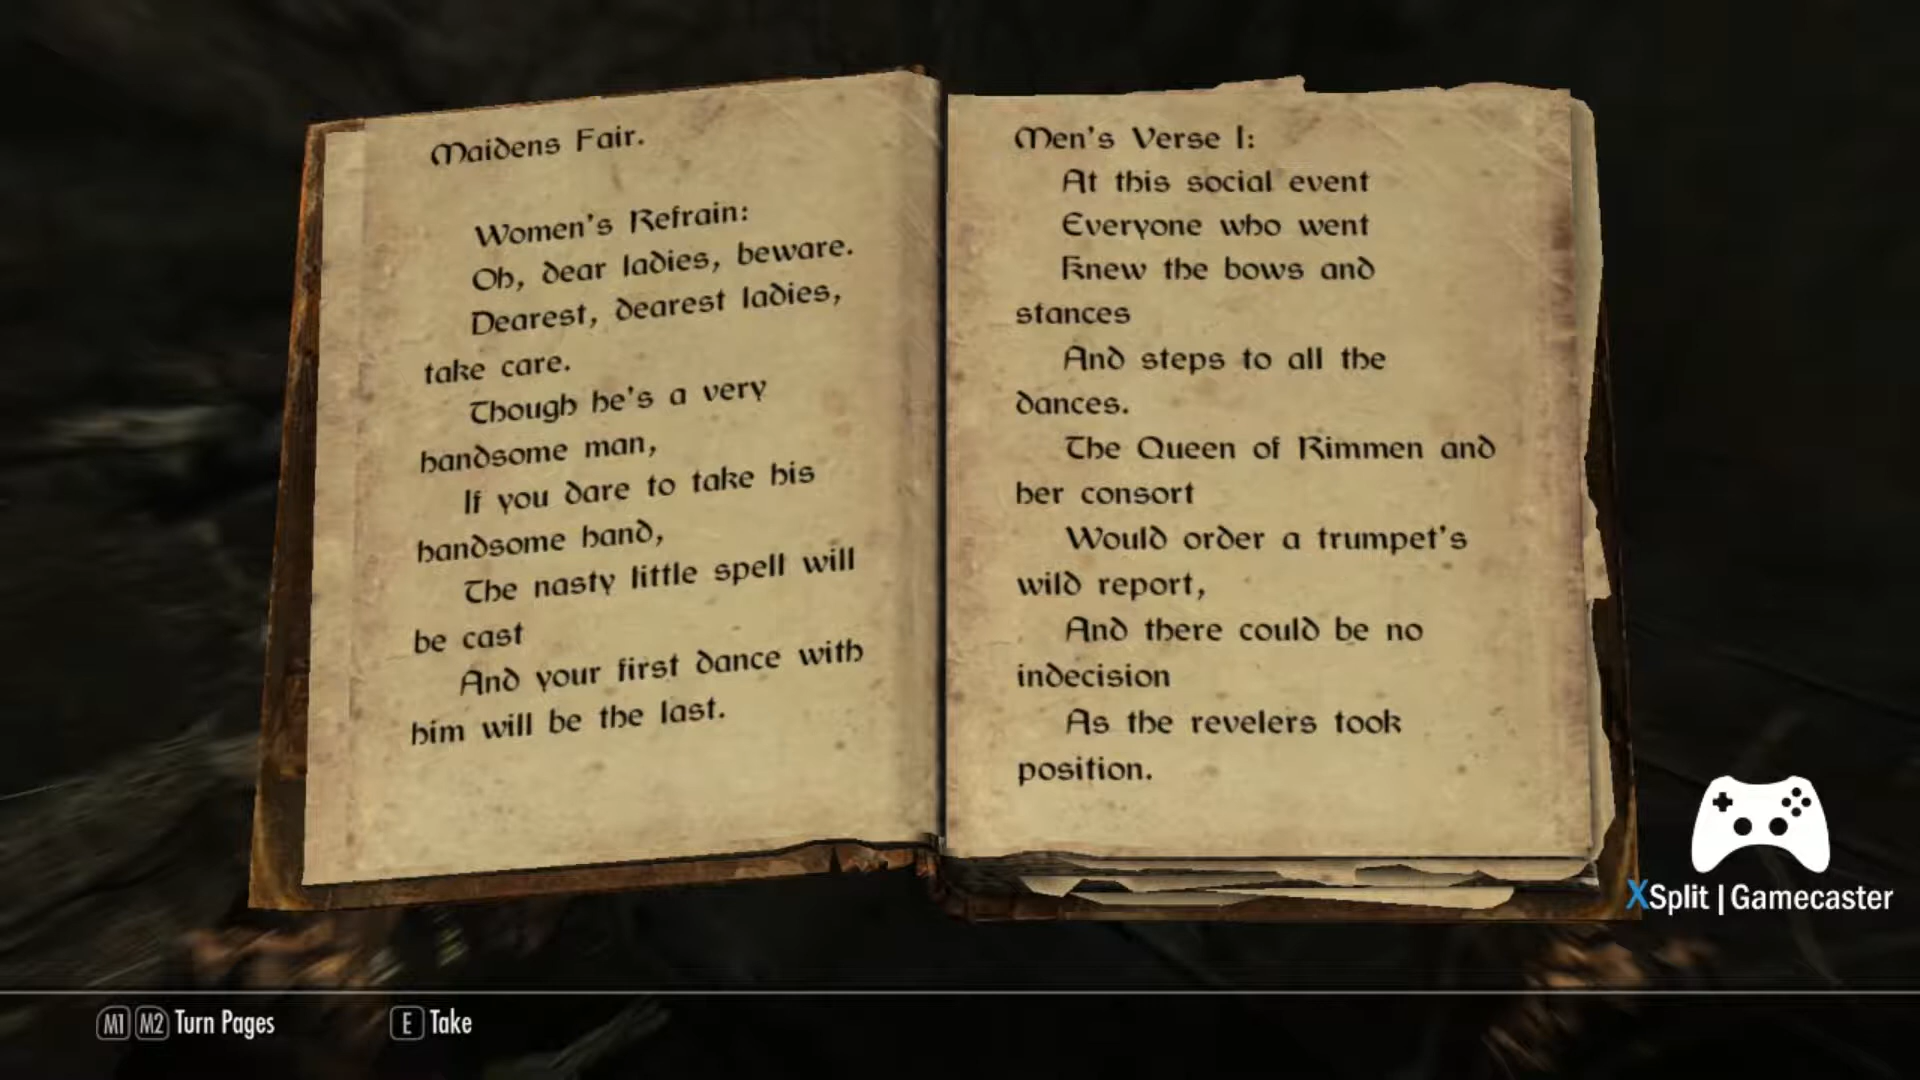 Maidens Fair.
Women's Refrain:
Oh, dear ladies, beware.
Dearest, dearest ladies,
take care.
Though he's a very
handsome man,
If you dare to take his
handsome hand,
The nasty little spell will
be cast
And your first dance with
him will be the last.
Men's Verse I:
At this social event
Everyone who went
Knew the bows and
stances
And steps to all the
dances.
The Queen of Rimmen and
her consort
Would order a trumpet's
wild report,
And there could be no
indecision
As the revelers took
position.
XSplit | Gamecaster
M1 M2 Turn Pages
E Take